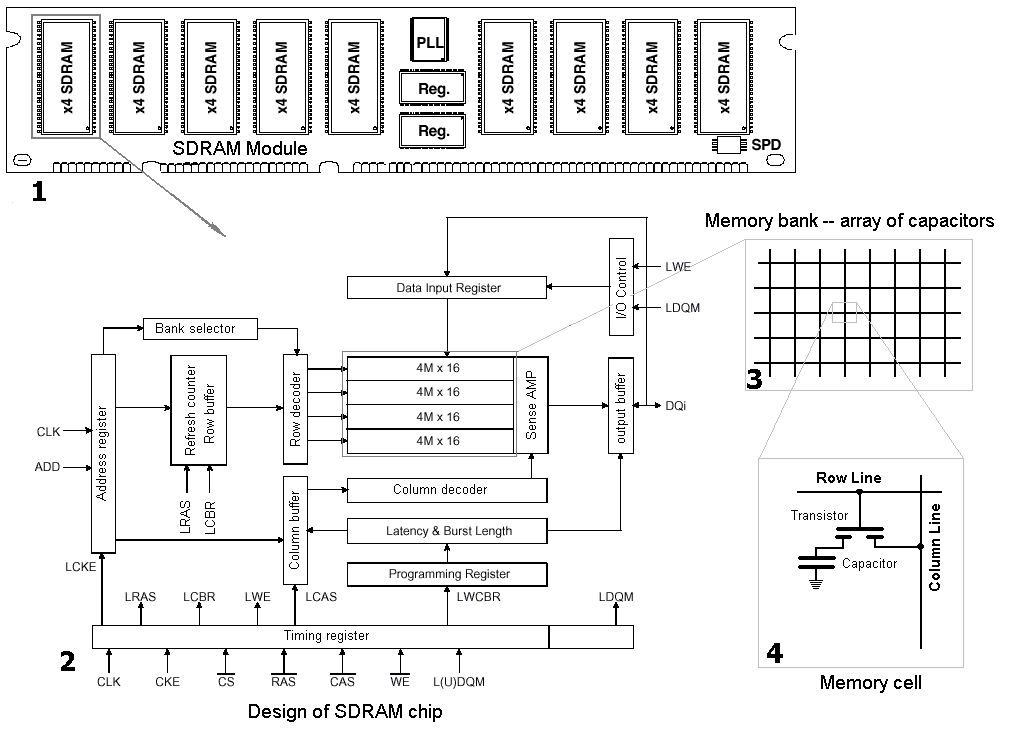 x4 SDRAM
x4 SDRAM
x4 SDRAM
x4 SDRAM
x4 SDRAM
PLL
Reg.
Reg.
x4 SDRAM
x4 SDRAM
x4 SDRAM
x4 SDRAM
SPD
SDRAM Module
1
Memory bank -- array of capacitors
3
I/O Control
LWE
LDQM
Data Input Register
Bank selector
Address register
Refresh counter
Row buffer
Row decoder
4M x 16
4M x 16
4M x 16
4M x 16
Sense AMP
output buffer
DQi
CLK
ADD
LRAS
LCBR
Column buffer
Column decoder
Latency & Burst Length
Programming Register
LCKE
LRAS
LCBR
LWE
LCAS
LWCBR
LDQM
Timing register
2
CLK
CKE
CS
RAS
CAS
WE
L(U)DQM
Design of SDRAM chip
Row Line
Transistor
Capacitor
Column Line
4
Memory cell